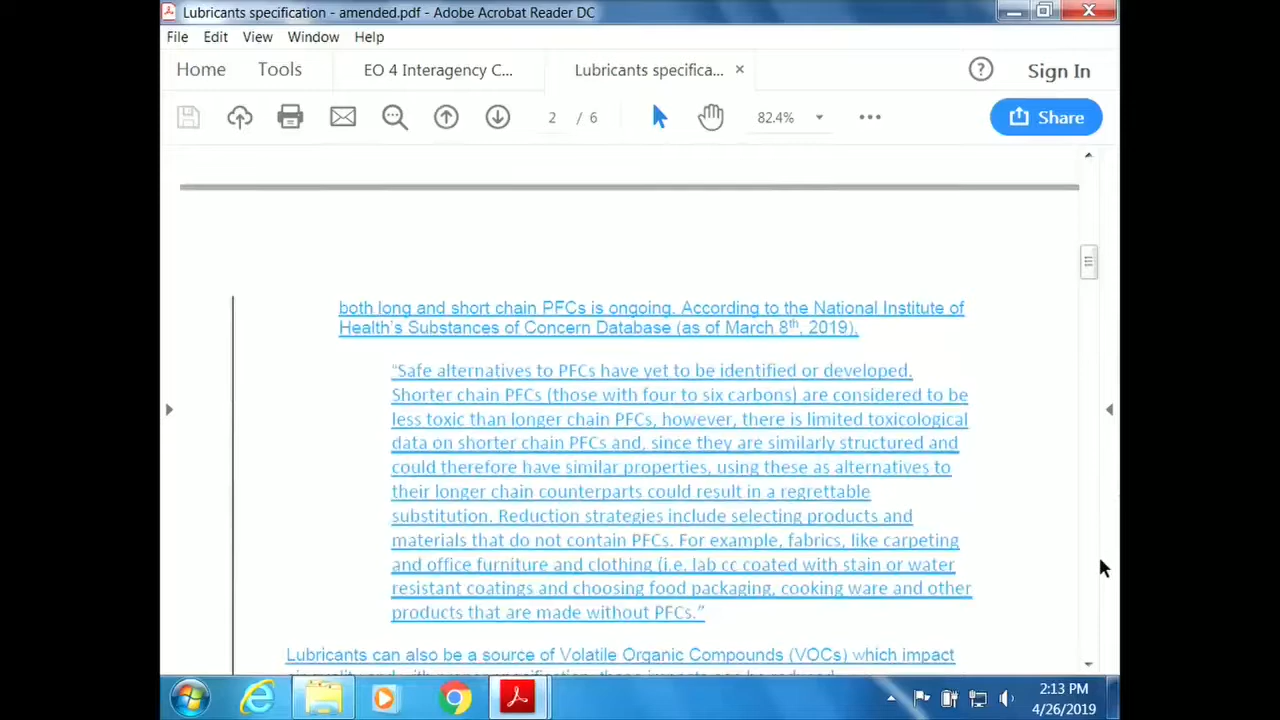 Lubricants specification - amended.pdf - Adobe Acrobat Reader DC
File Edit View Window Help
Home Tools EO 4 Interagency C... Lubricants specifica... × Sign In
2 / 6 82.4% Share
both long and short chain PFCs is ongoing. According to the National Institute of
Health's Substances of Concern Database (as of March 8th, 2019),
"Safe alternatives to PFCs have yet to be identified or developed.
Shorter chain PFCs (those with four to six carbons) are considered to be
less toxic than longer chain PFCs, however, there is limited toxicological
data on shorter chain PFCs and, since they are similarly structured and
could therefore have similar properties, using these as alternatives to
their longer chain counterparts could result in a regrettable
substitution. Reduction strategies include selecting products and
materials that do not contain PFCs. For example, fabrics, like carpeting
and office furniture and clothing (i.e. lab cc coated with stain or water
resistant coatings and choosing food packaging, cooking ware and other
products that are made without PFCs."
Lubricants can also be a source of Volatile Organic Compounds (VOCs) which impact
2:13 PM
4/26/2019